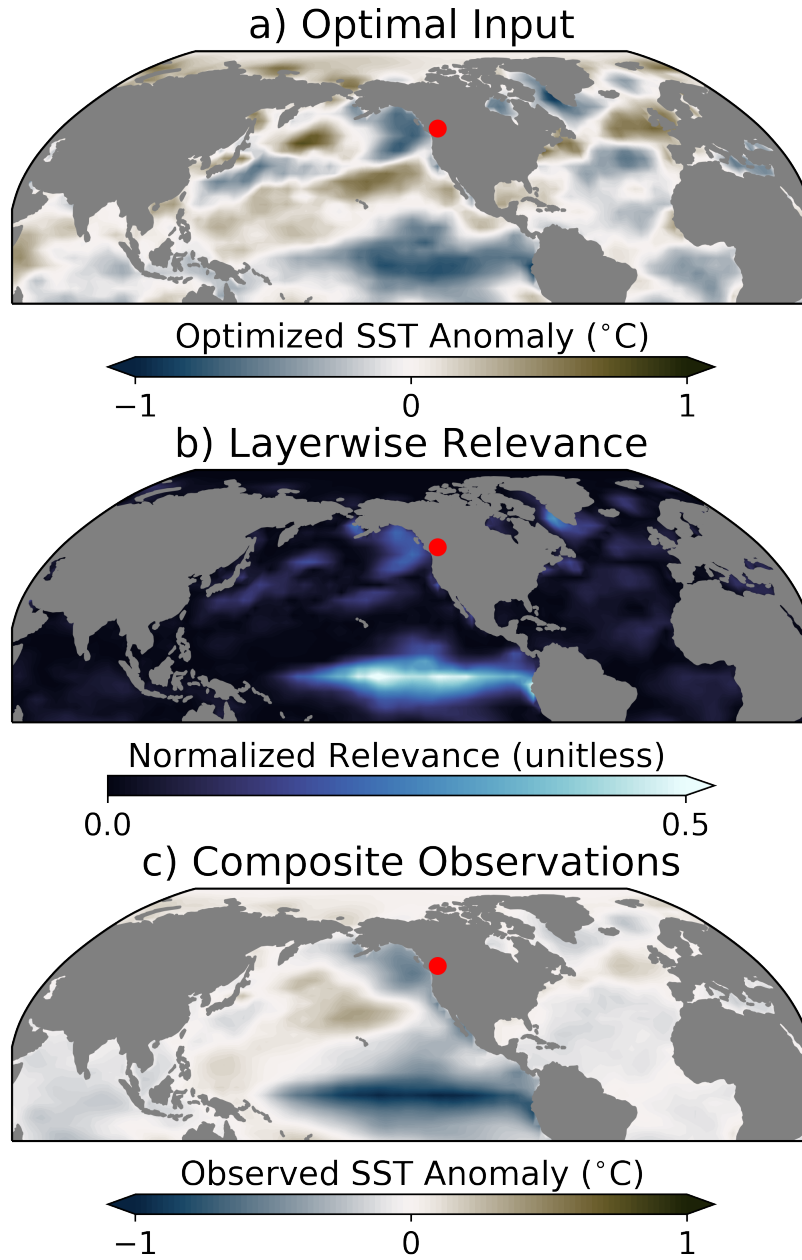 a) Optimal Input
Optimized SST Anomaly (°C)
−1 0 1
b) Layerwise Relevance
Normalized Relevance (unitless)
0.0 0.5
c) Composite Observations
Observed SST Anomaly (°C)
−1 0 1